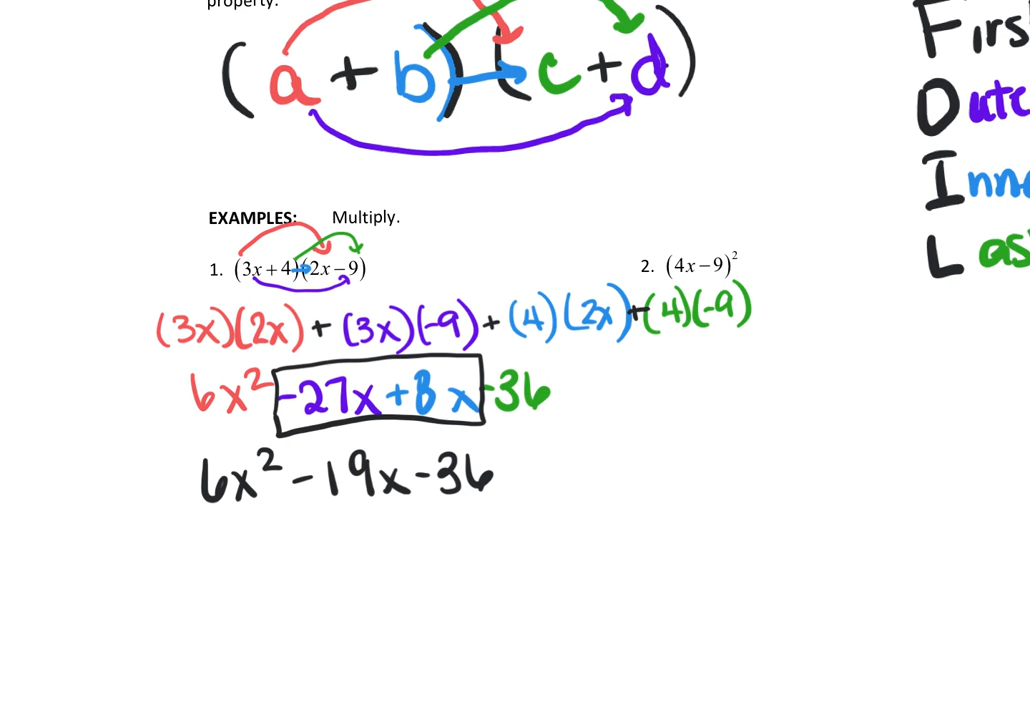 property.
(a + b)(c + d)
Firs
Oute
Inne
Las
EXAMPLES: Multiply.
1. (3x + 4)(2x − 9)
2. (4x − 9)²
(3x)(2x) + (3x)(-9) + (4)(2x) + (4)(-9)
6x² -27x + 8x -36
6x² - 19x - 36